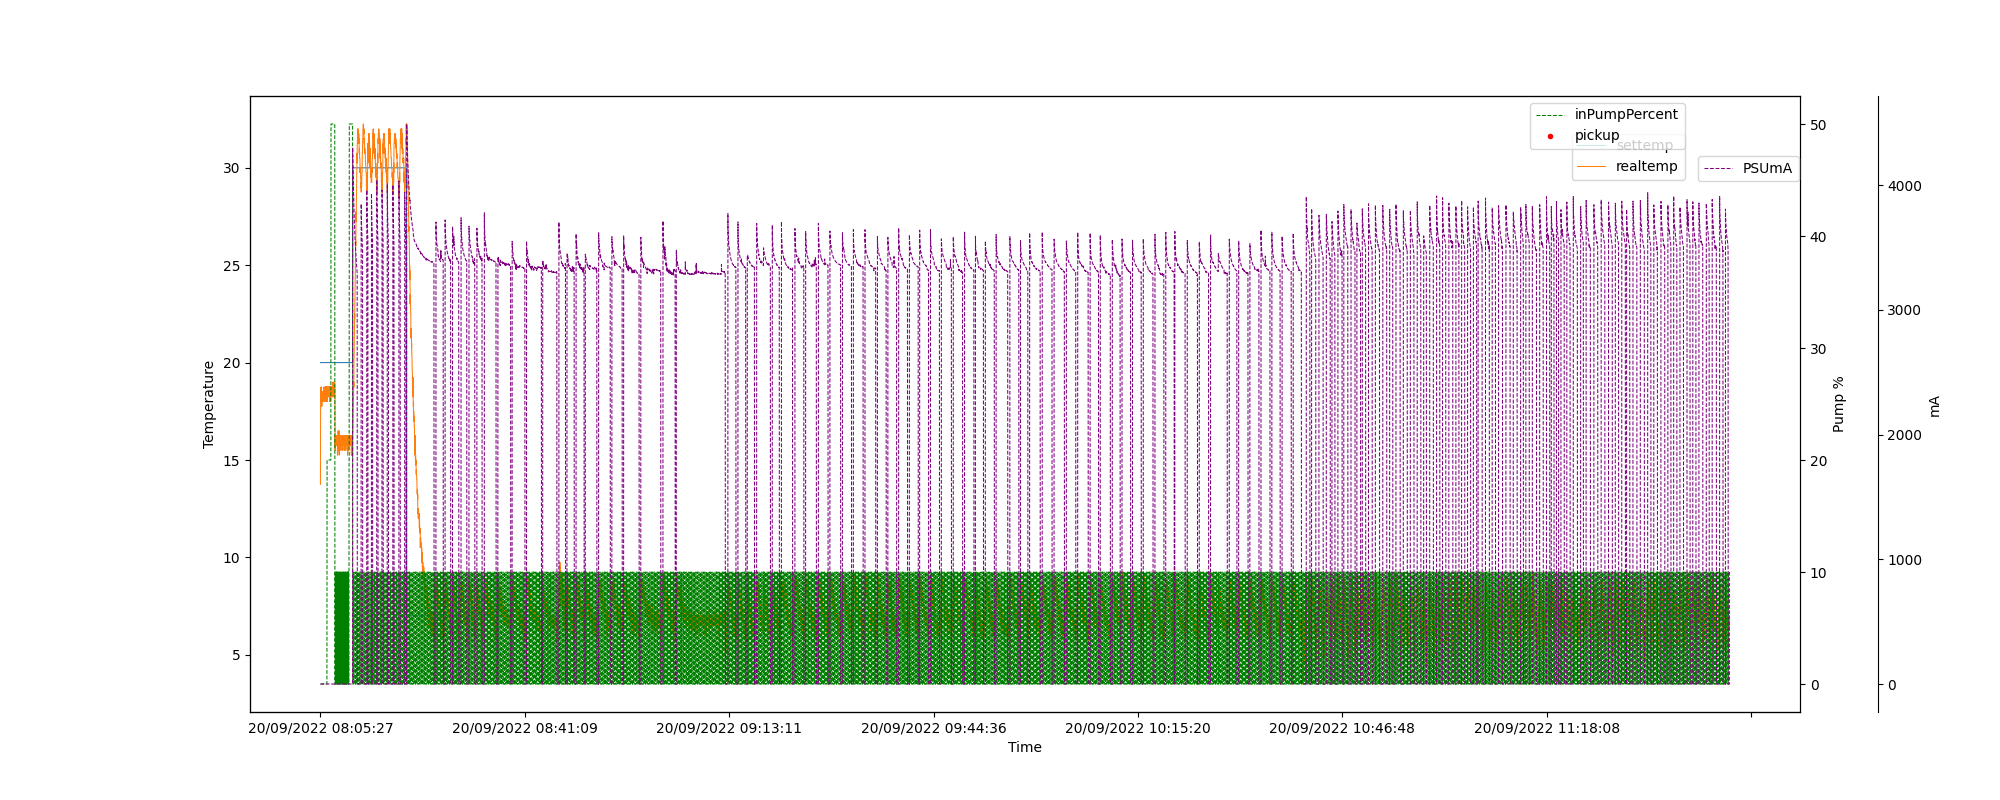 inPumpPercent
pickup
settemp
realtemp
PSUmA
30
25
20
15
10
5
Temperature
50
40
30
20
10
0
Pump %
4000
3000
2000
1000
0
mA
20/09/2022 08:05:27
20/09/2022 08:41:09
20/09/2022 09:13:11
20/09/2022 09:44:36
20/09/2022 10:15:20
20/09/2022 10:46:48
20/09/2022 11:18:08
Time